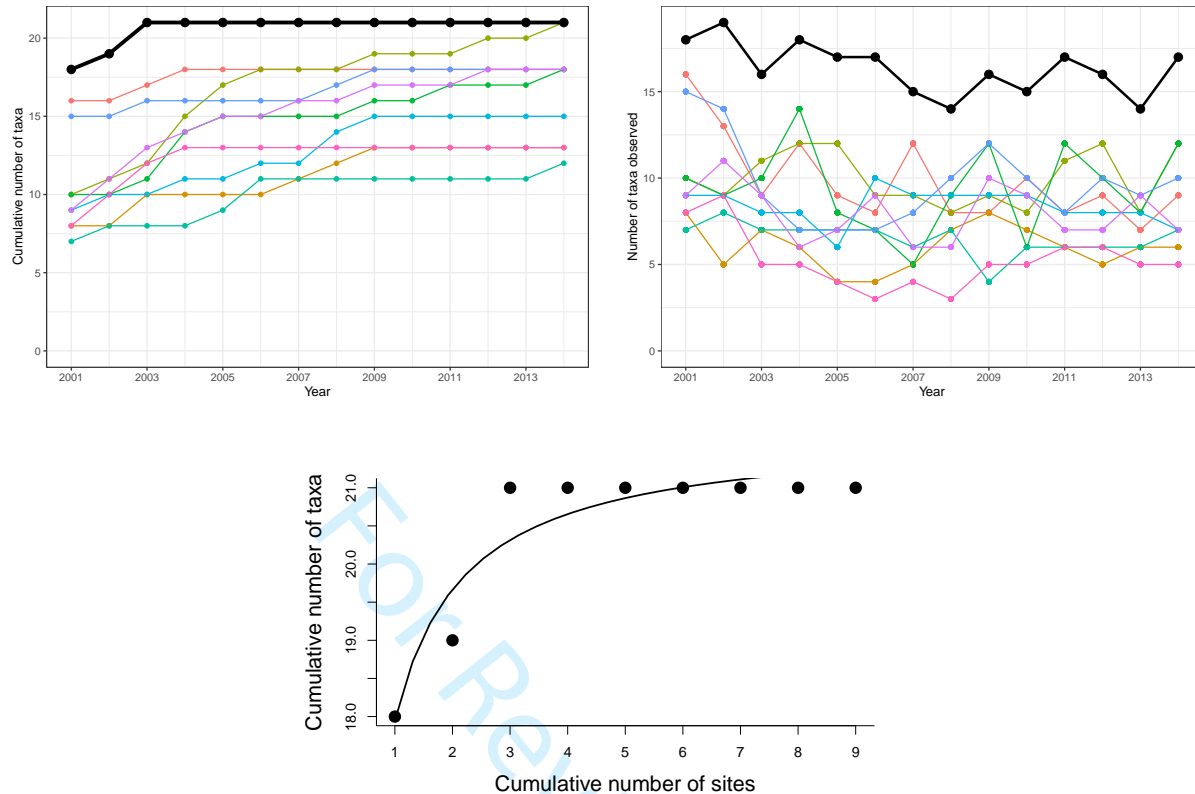 Cumulative number of taxa
20
15
10
5
0
2001 2003 2005 2007 2009 2011 2013
Year
Number of taxa observed
15
10
5
0
2001 2003 2005 2007 2009 2011 2013
Year
Cumulative number of taxa
21.0
20.0
19.0
18.0
1 2 3 4 5 6 7 8 9
Cumulative number of sites
For Rev